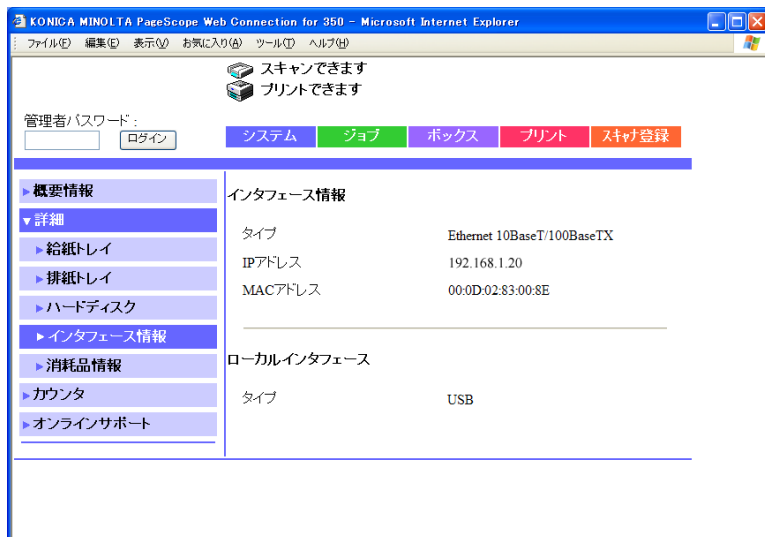 KONICA MINOLTA PageScope Web Connection for 350 - Microsoft Internet Explorer
ファイル(F) 編集(E) 表示(V) お気に入り(A) ツール(T) ヘルプ(H)
スキャンできます
プリントできます
管理者パスワード:
ログイン
システム ジョブ ボックス プリント スキャナ登録
概要情報
詳細
給紙トレイ
排紙トレイ
ハードディスク
インタフェース情報
消耗品情報
カウンタ
オンラインサポート
インタフェース情報
タイプ Ethernet 10BaseT/100BaseTX
IPアドレス 192.168.1.20
MACアドレス 00:0D:02:83:00:8E
ローカルインタフェース
タイプ USB